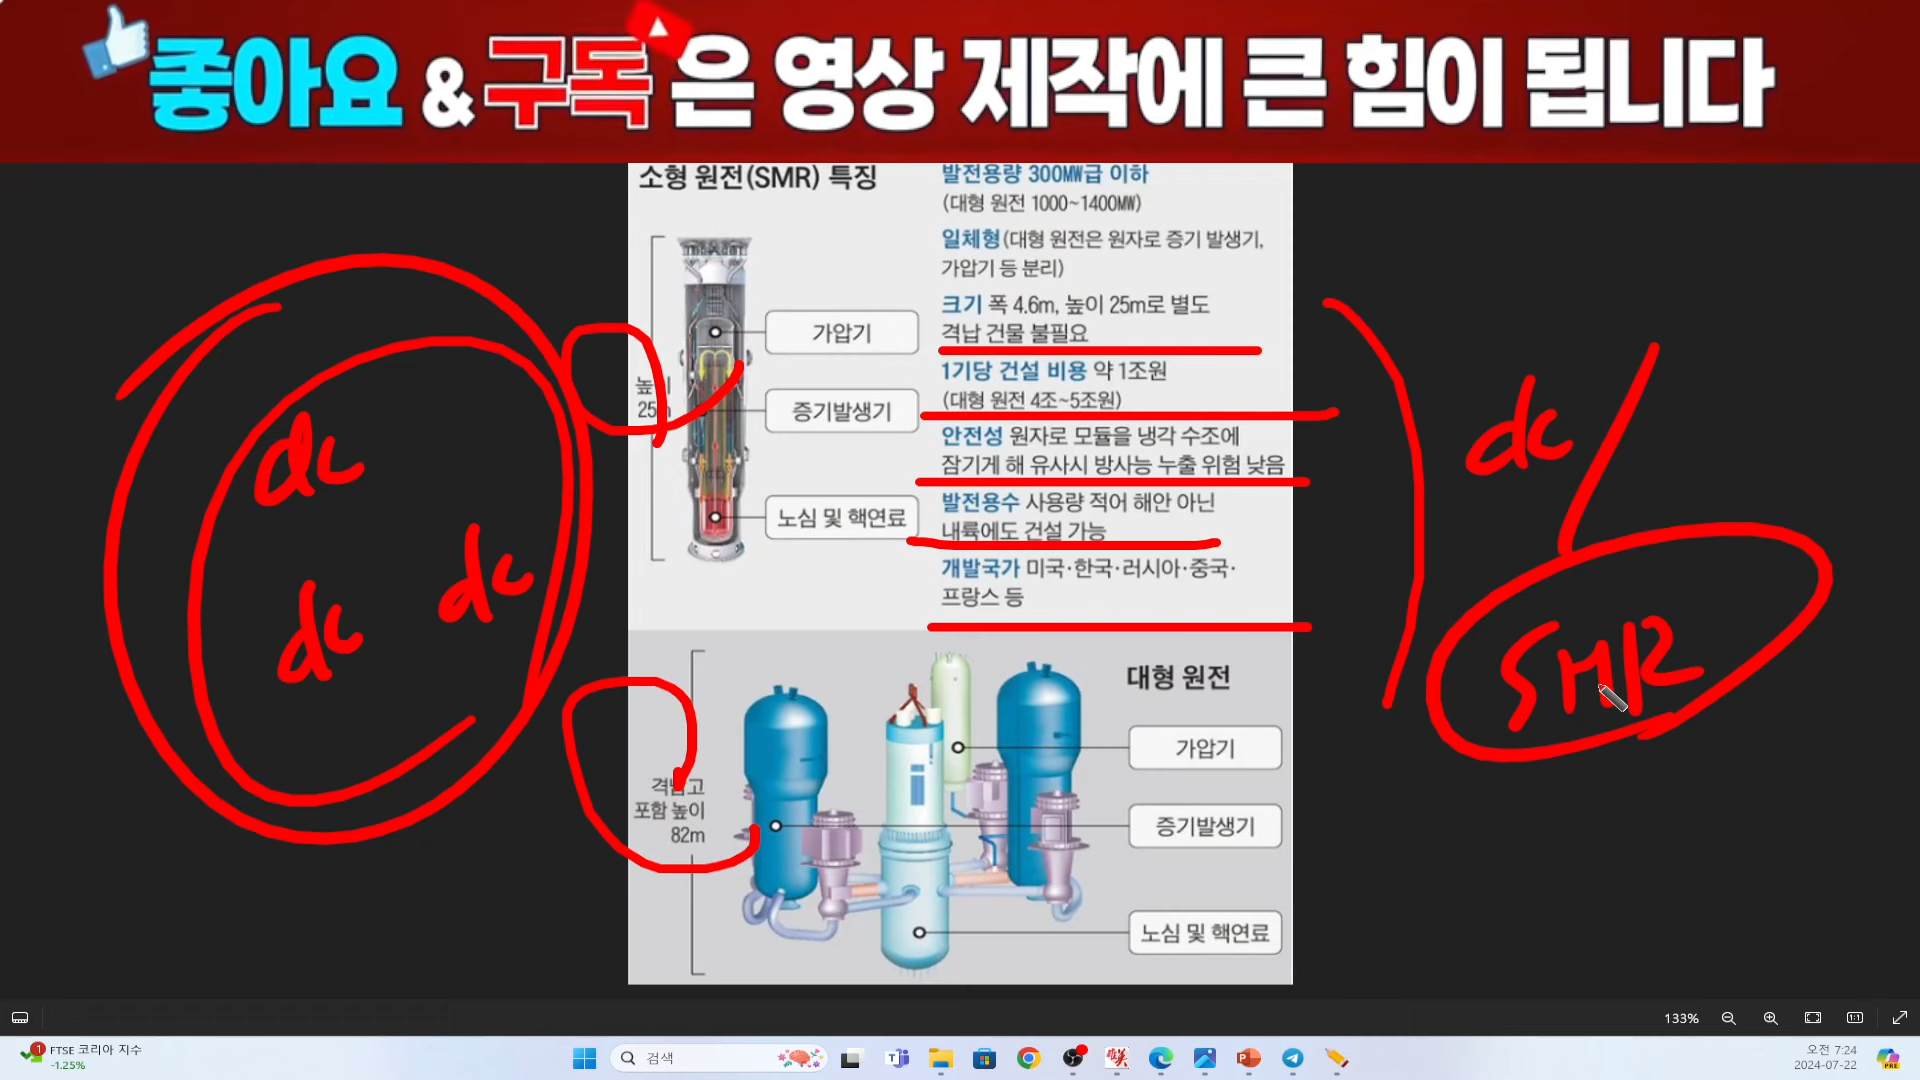 좋아요 & 구독은 영상 제작에 큰 힘이 됩니다
소형 원전(SMR) 특징
발전용량 300MW급 이하
(대형 원전 1000~1400MW)
일체형(대형 원전은 원자로 증기 발생기,
가압기 등 분리)
크기 폭 4.6m, 높이 25m로 별도
격납 건물 불필요
1기당 건설 비용 약 1조원
(대형 원전 4조~5조원)
안전성 원자로 모듈을 냉각 수조에
잠기게 해 유사시 방사능 누출 위험 낮음
발전용수 사용량 적어 해안 아닌
내륙에도 건설 가능
개발국가 미국·한국·러시아·중국·
프랑스 등
높이
25m
가압기
증기발생기
노심 및 핵연료
dc
dc
dc
dc
SMR
대형 원전
격납고
포함 높이
82m
가압기
증기발생기
노심 및 핵연료
133%
1:1
1
FTSE 코리아 지수
-1.25%
검색
오전 7:24
2024-07-22
PRE